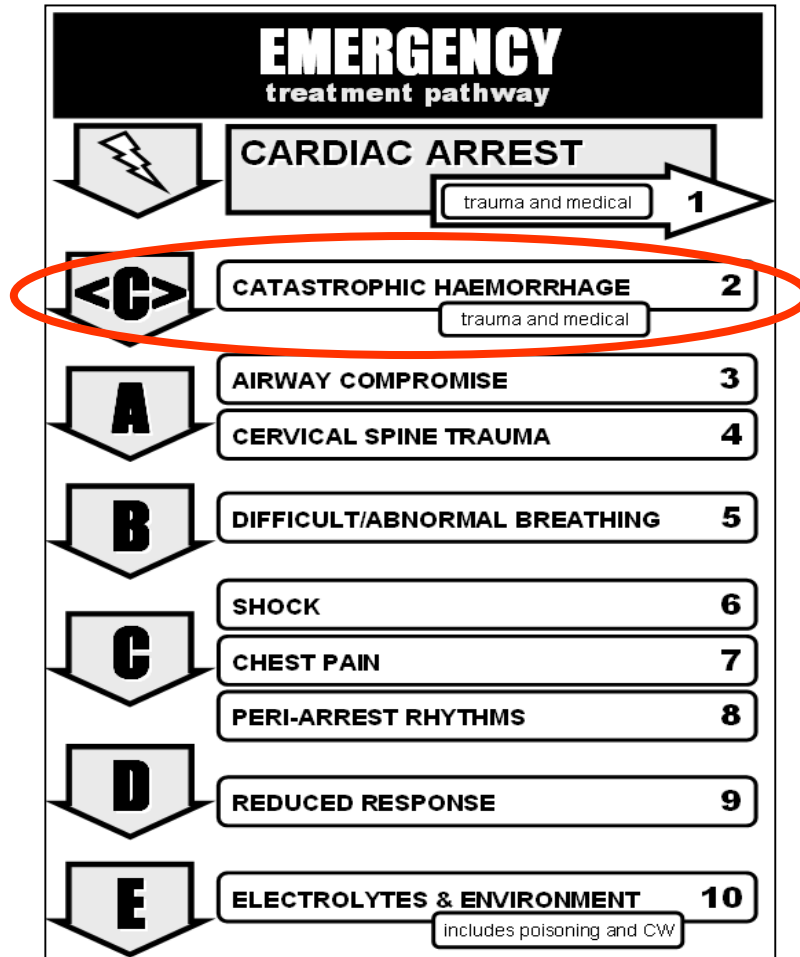 EMERGENCY
treatment pathway
CARDIAC ARREST
trauma and medical 1
<C> CATASTROPHIC HAEMORRHAGE 2
trauma and medical
A
AIRWAY COMPROMISE 3
CERVICAL SPINE TRAUMA 4
B DIFFICULT/ABNORMAL BREATHING 5
C
SHOCK 6
CHEST PAIN 7
PERI-ARREST RHYTHMS 8
D REDUCED RESPONSE 9
E ELECTROLYTES & ENVIRONMENT 10
includes poisoning and CW